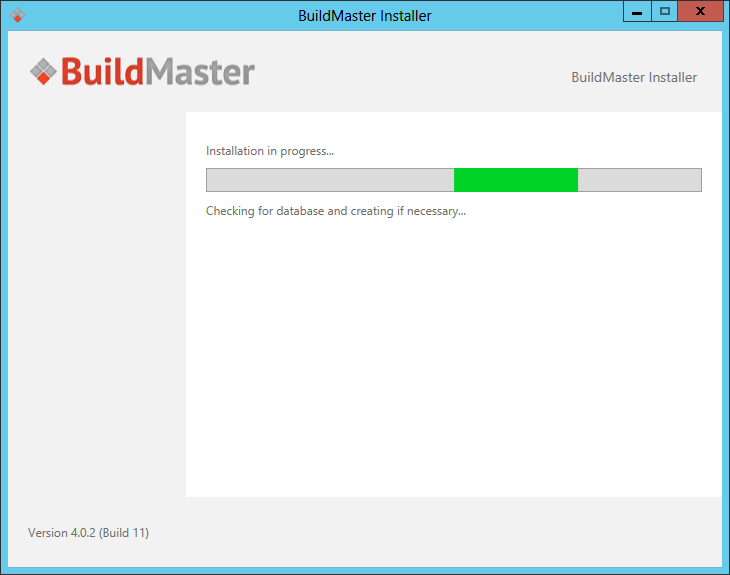 BuildMaster Installer
BuildMaster
BuildMaster Installer
Installation in progress...
Checking for database and creating if necessary...
Version 4.0.2 (Build 11)